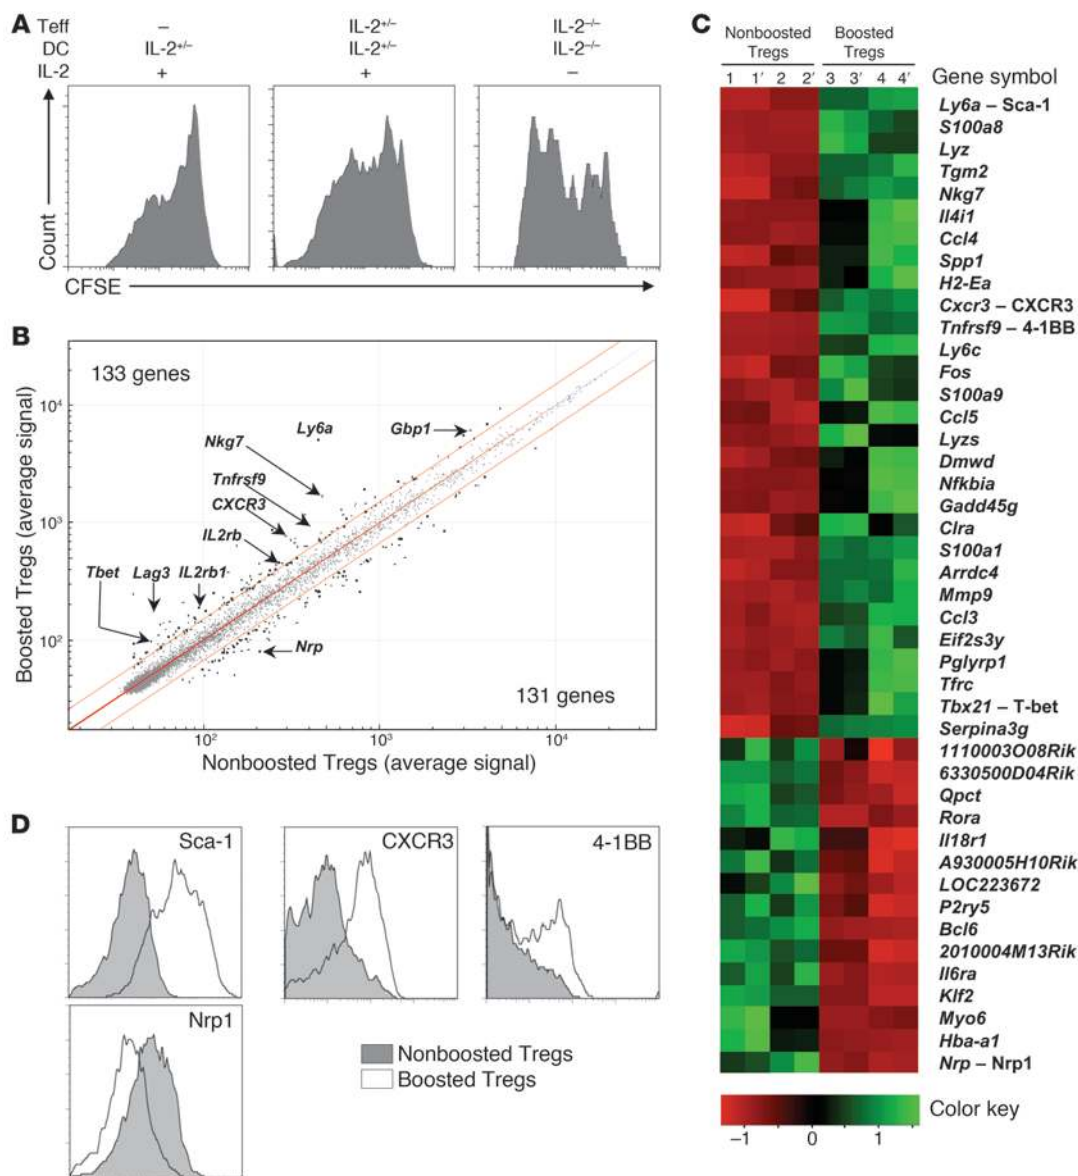 A
Teff – IL-2+/– IL-2–/–
DC IL-2+/– IL-2+/– IL-2–/–
IL-2 + + –
Count
CFSE
B
133 genes
Ly6a
Gbp1
Nkg7
Tnfrsf9
CXCR3
IL2rb
Tbet
Lag3
IL2rb1
Nrp
131 genes
Boosted Tregs (average signal)
10⁴
10³
10²
10² 10³ 10⁴
Nonboosted Tregs (average signal)
C
Nonboosted Tregs
Boosted Tregs
1 1′ 2 2′ 3 3′ 4 4′
Gene symbol
Ly6a – Sca-1
S100a8
Lyz
Tgm2
Nkg7
Il4i1
Ccl4
Spp1
H2-Ea
Cxcr3 – CXCR3
Tnfrsf9 – 4-1BB
Ly6c
Fos
S100a9
Ccl5
Lyzs
Dmwd
Nfkbia
Gadd45g
Clra
S100a1
Arrdc4
Mmp9
Ccl3
Eif2s3y
Pglyrp1
Tfrc
Tbx21 – T-bet
Serpina3g
1110003O08Rik
6330500D04Rik
Qpct
Rora
Il18r1
A930005H10Rik
LOC223672
P2ry5
Bcl6
2010004M13Rik
Il6ra
Klf2
Myo6
Hba-a1
Nrp – Nrp1
Color key
–1 0 1
D
Sca-1
CXCR3
4-1BB
Nrp1
Nonboosted Tregs
Boosted Tregs